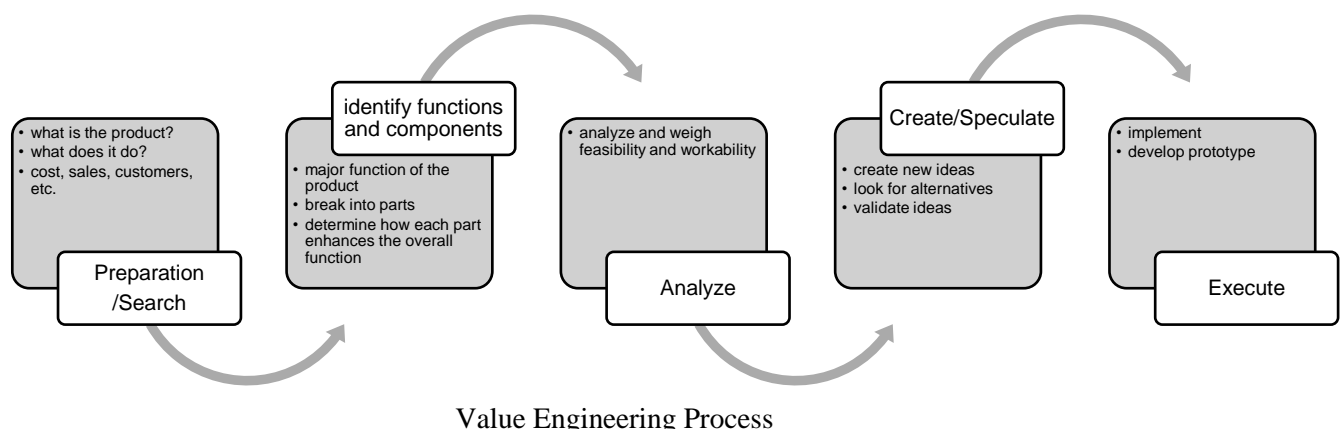 • what is the product?
• what does it do?
• cost, sales, customers,
etc.
Preparation
/Search
identify functions
and components
• major function of the
product
• break into parts
• determine how each part
enhances the overall
function
• analyze and weigh
feasibility and workability
Analyze
Create/Speculate
• create new ideas
• look for alternatives
• validate ideas
• implement
• develop prototype
Execute
Value Engineering Process